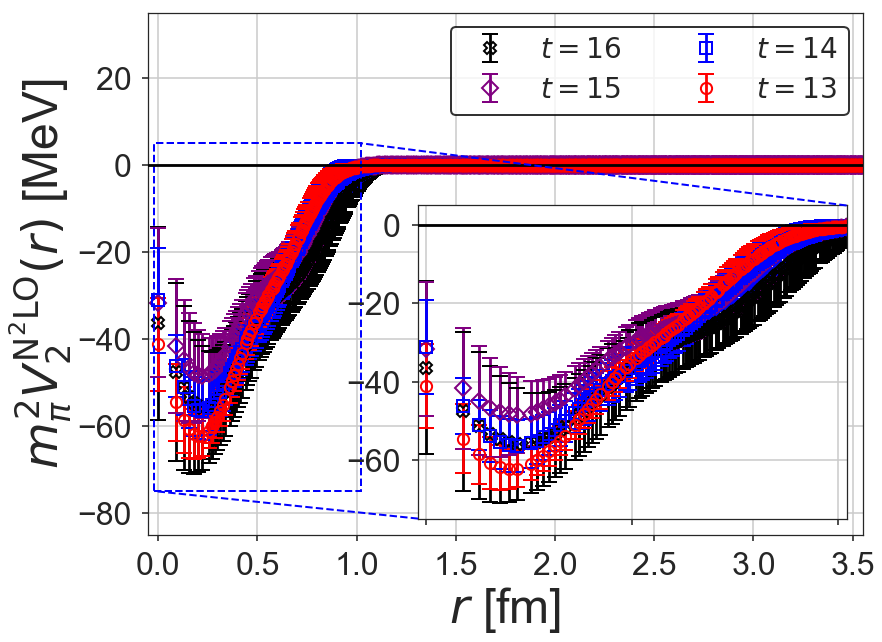 t = 16 t = 14
t = 15 t = 13
m_π^2 V_2^{N^2LO}(r) [MeV]
20
0
−20
−40
−60
−80
0
−20
−40
−60
0.0 0.5 1.0 1.5 2.0 2.5 3.0 3.5
r [fm]